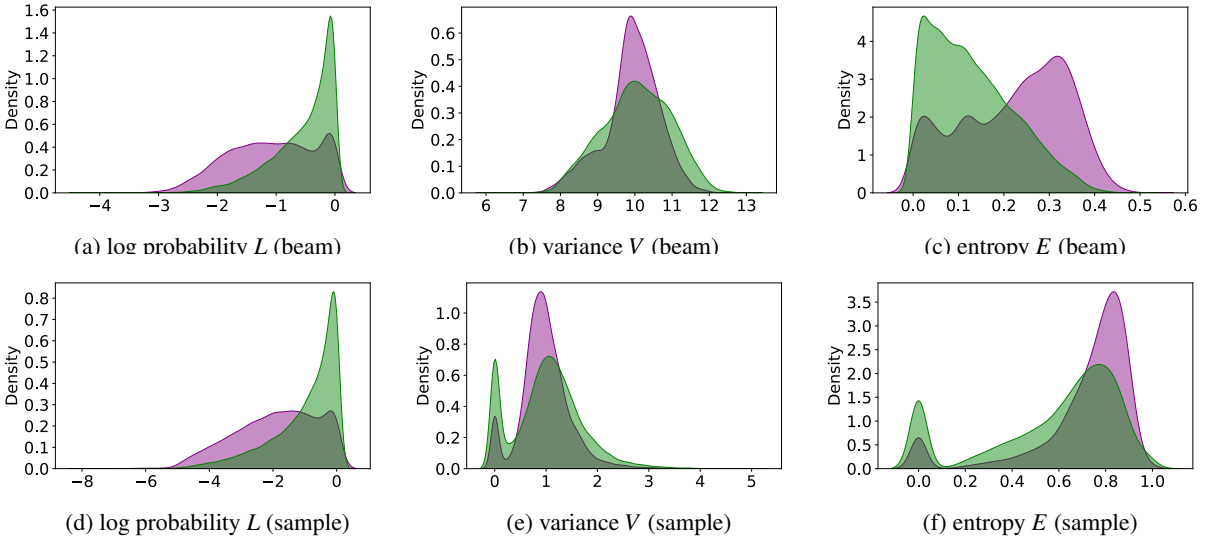 Density
1.6
1.4
1.2
1.0
0.8
0.6
0.4
0.2
0.0
−4 −3 −2 −1 0
(a) log probability L (beam)
Density
0.6
0.5
0.4
0.3
0.2
0.1
0.0
6 7 8 9 10 11 12 13
(b) variance V (beam)
Density
4
3
2
1
0
0.0 0.1 0.2 0.3 0.4 0.5 0.6
(c) entropy E (beam)
Density
0.8
0.7
0.6
0.5
0.4
0.3
0.2
0.1
0.0
−8 −6 −4 −2 0
(d) log probability L (sample)
Density
1.0
0.8
0.6
0.4
0.2
0.0
0 1 2 3 4 5
(e) variance V (sample)
Density
3.5
3.0
2.5
2.0
1.5
1.0
0.5
0.0
0.0 0.2 0.4 0.6 0.8 1.0
(f) entropy E (sample)